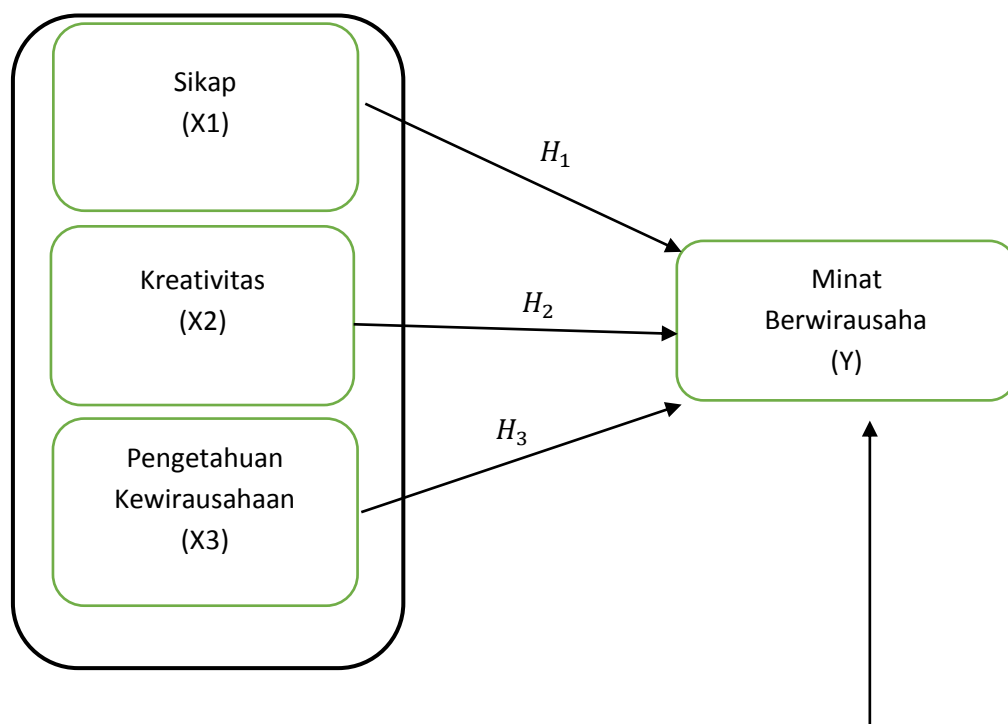 Sikap
(X1)
H₁
Kreativitas
(X2)
H₂
Minat
Berwirausaha
(Y)
Pengetahuan
Kewirausahaan
(X3)
H₃